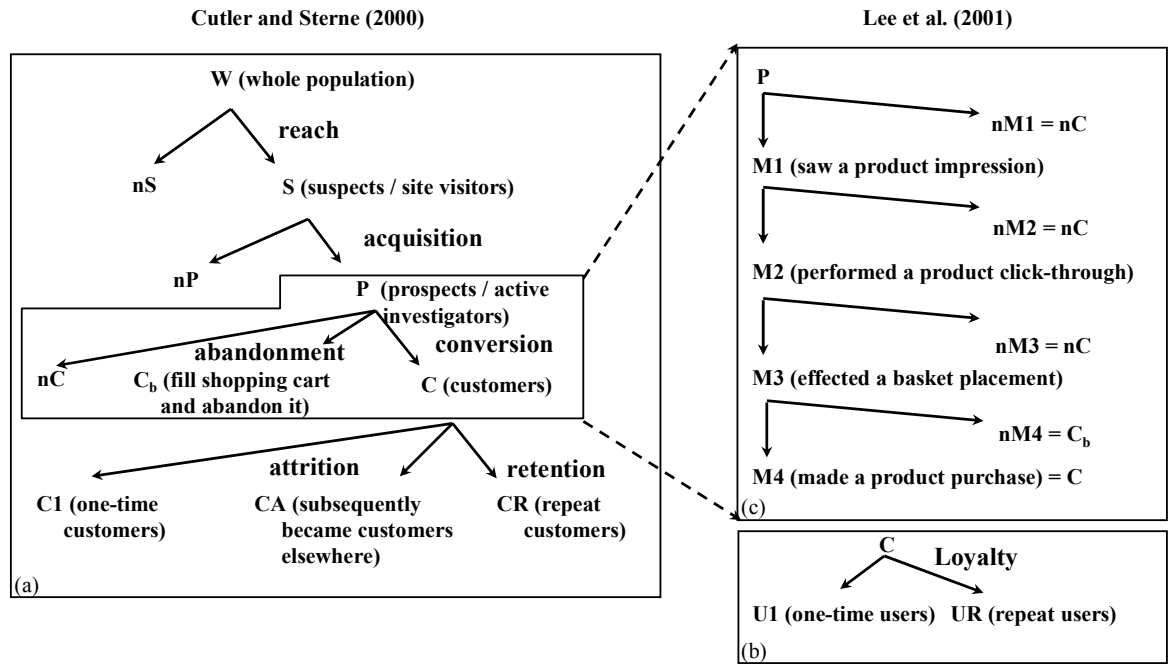 Cutler and Sterne (2000)
W (whole population)
reach
nS
S (suspects / site visitors)
acquisition
nP
P (prospects / active
investigators)
abandonment
conversion
nC
Cb (fill shopping cart
and abandon it)
C (customers)
attrition
retention
C1 (one-time
customers)
CA (subsequently
became customers
elsewhere)
CR (repeat
customers)
(a)
Lee et al. (2001)
P
nM1 = nC
M1 (saw a product impression)
nM2 = nC
M2 (performed a product click-through)
nM3 = nC
M3 (effected a basket placement)
nM4 = Cb
M4 (made a product purchase) = C
(c)
C
Loyalty
U1 (one-time users)
UR (repeat users)
(b)